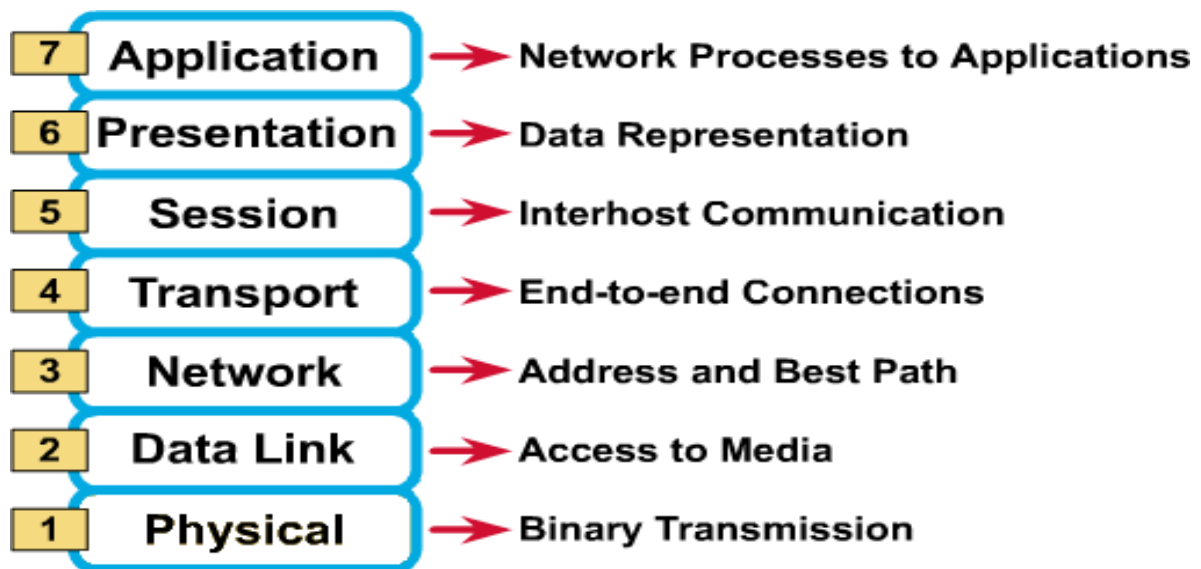 7 Application Network Processes to Applications
6 Presentation Data Representation
5 Session Interhost Communication
4 Transport End-to-end Connections
3 Network Address and Best Path
2 Data Link Access to Media
1 Physical Binary Transmission